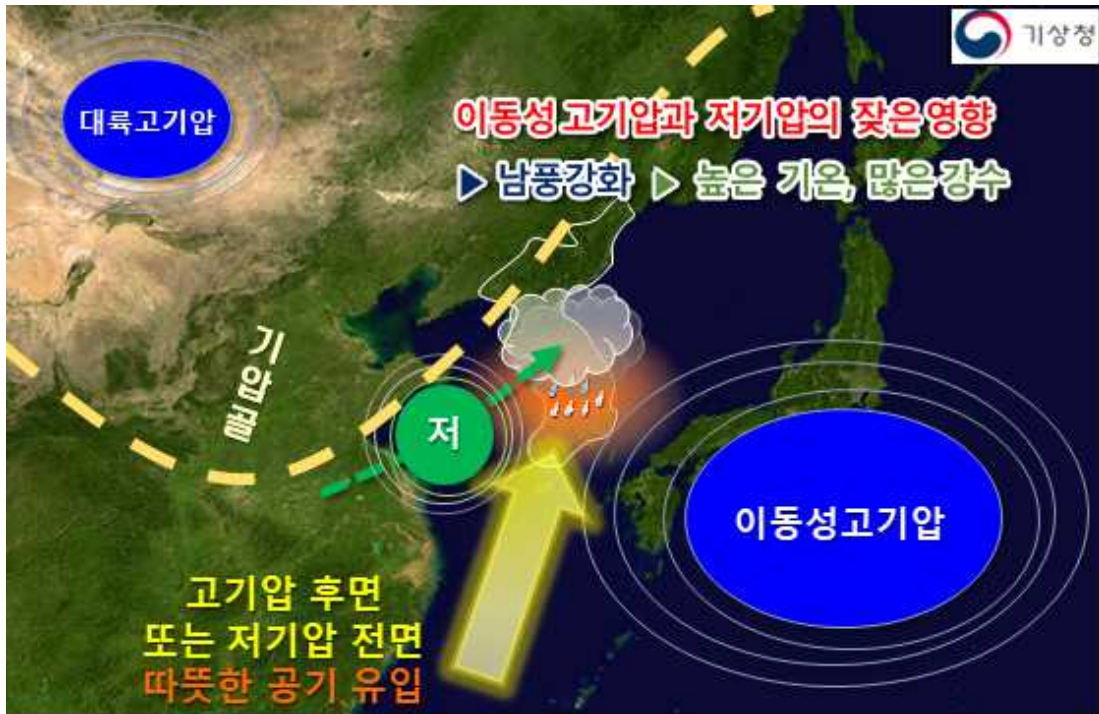 기상청
대륙고기압
이동성 고기압과 저기압의 잦은영향
▶ 남풍강화 ▶ 높은 기온, 많은강수
기압골
저
이동성고기압
고기압 후면
또는 저기압 전면
따뜻한 공기 유입